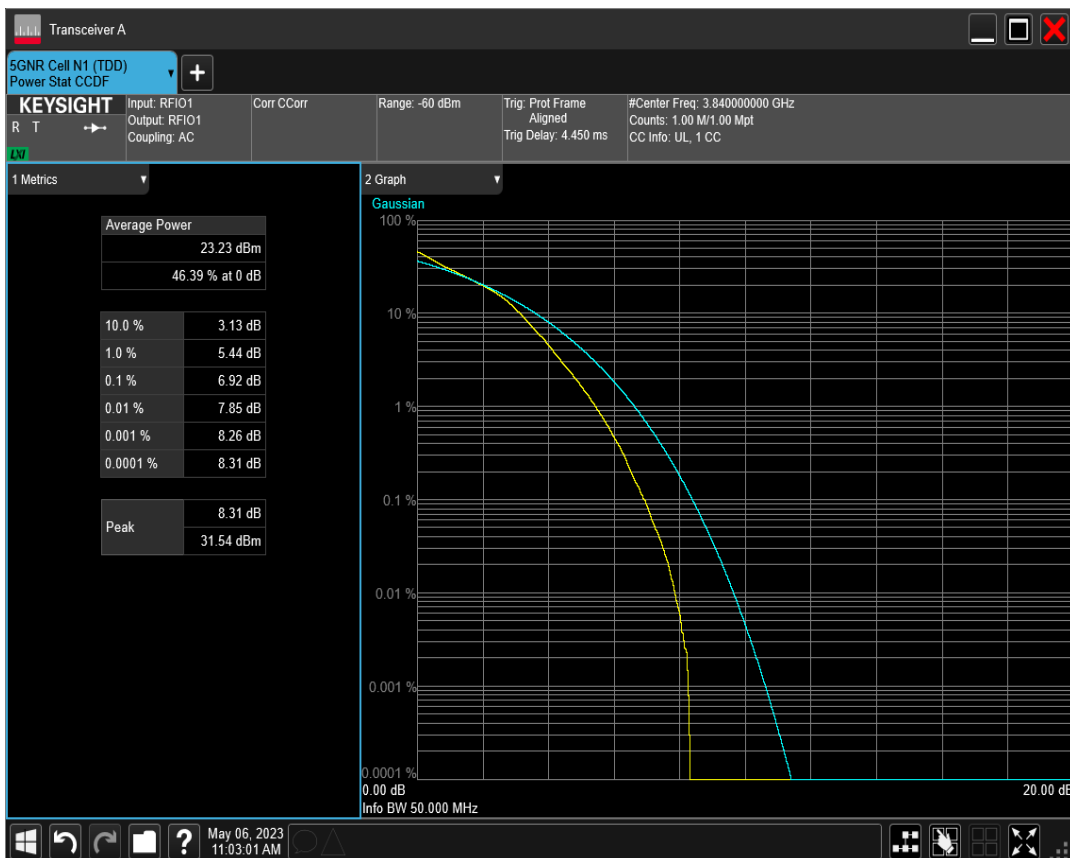 Transceiver A
5GNR Cell N1 (TDD)
Power Stat CCDF
KEYSIGHT
R T
LXI
Input: RFIO1
Output: RFIO1
Coupling: AC
Corr CCorr
Range: -60 dBm
Trig: Prot Frame
Aligned
Trig Delay: 4.450 ms
#Center Freq: 3.840000000 GHz
Counts: 1.00 M/1.00 Mpt
CC Info: UL, 1 CC
1 Metrics
Average Power
23.23 dBm
46.39 % at 0 dB
10.0 % 3.13 dB
1.0 % 5.44 dB
0.1 % 6.92 dB
0.01 % 7.85 dB
0.001 % 8.26 dB
0.0001 % 8.31 dB
Peak
8.31 dB
31.54 dBm
2 Graph
Gaussian
100 %
10 %
1 %
0.1 %
0.01 %
0.001 %
0.0001 %
0.00 dB 20.00 dB
Info BW 50.000 MHz
? May 06, 2023
11:03:01 AM